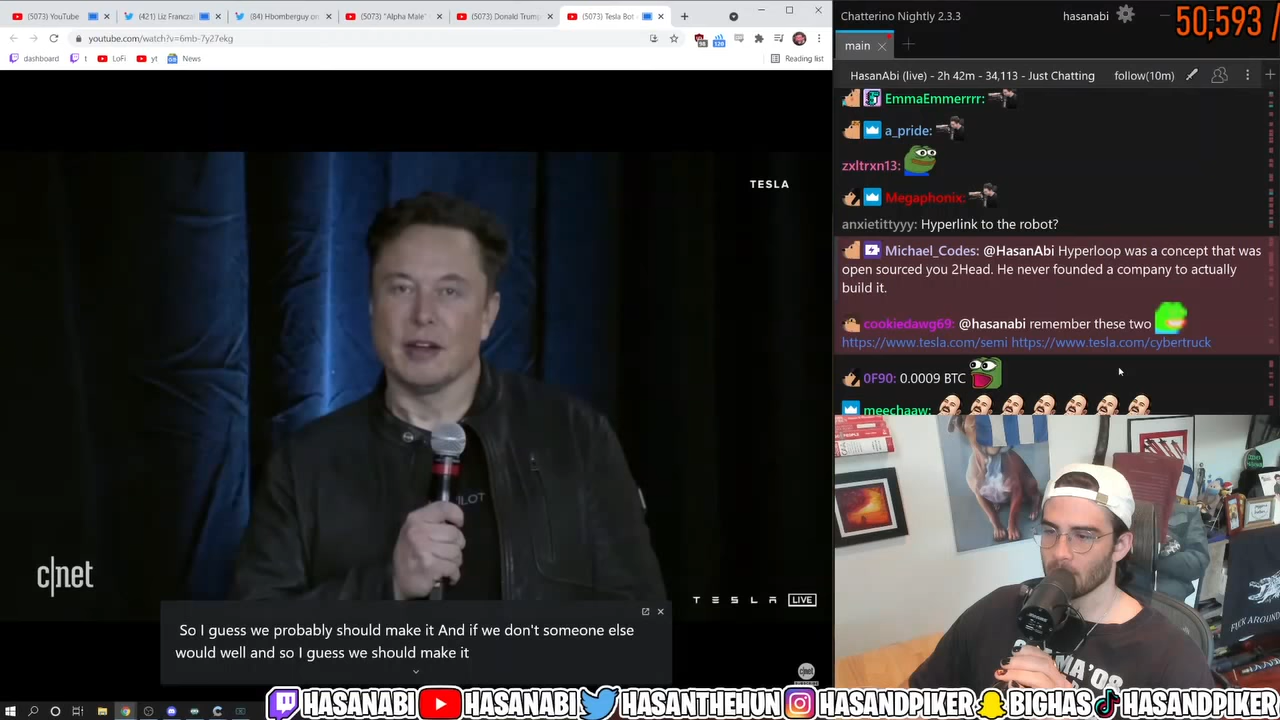 (5073) YouTube
(421) Liz Franczal
(84) Hbomberguy on
(5073) "Alpha Male"
(5073) Donald Trump
(5073) Tesla Bot
youtube.com/watch?v=6mb-7y27ekg
dashboard
t
LoFi
yt
News
Reading list
TESLA
c|net
TESLA LIVE
So I guess we probably should make it And if we don't someone else
would well and so I guess we should make it
Chatterino Nightly 2.3.3
hasanabi
50,593 /
main
HasanAbi (live) - 2h 42m - 34,113 - Just Chatting
follow(10m)
EmmaEmmerrrr:
a_pride:
zxltrxn13:
Megaphonix:
anxietittyyy: Hyperlink to the robot?
Michael_Codes: @HasanAbi Hyperloop was a concept that was
open sourced you 2Head. He never founded a company to actually
build it.
cookiedawg69: @hasanabi remember these two
https://www.tesla.com/semi https://www.tesla.com/cybertruck
0F90: 0.0009 BTC
meechaaw:
HASANABI HASANABI HASANTHEHUN HASANDPIKER BIGHAS HASANDPIKER